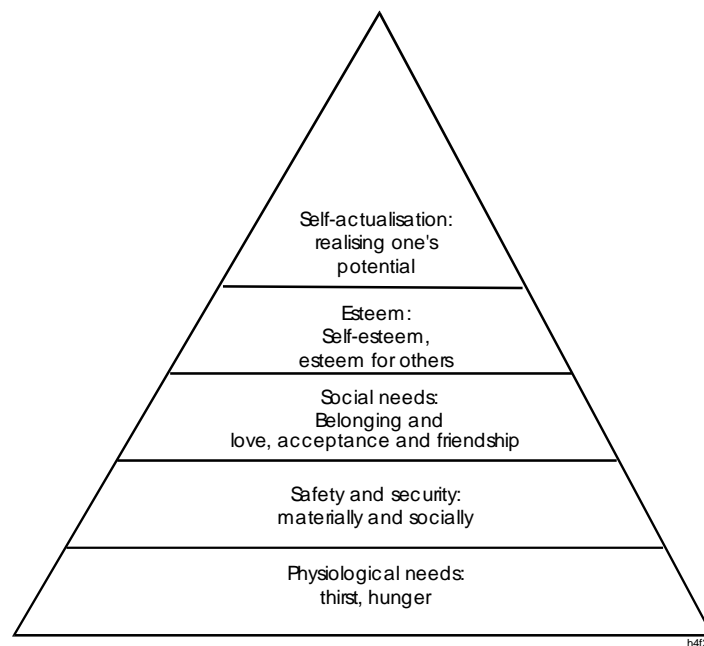 Self-actualisation:
realising one's
potential
Esteem:
Self-esteem,
esteem for others
Social needs:
Belonging and
love, acceptance and friendship
Safety and security:
materially and socially
Physiological needs:
thirst, hunger